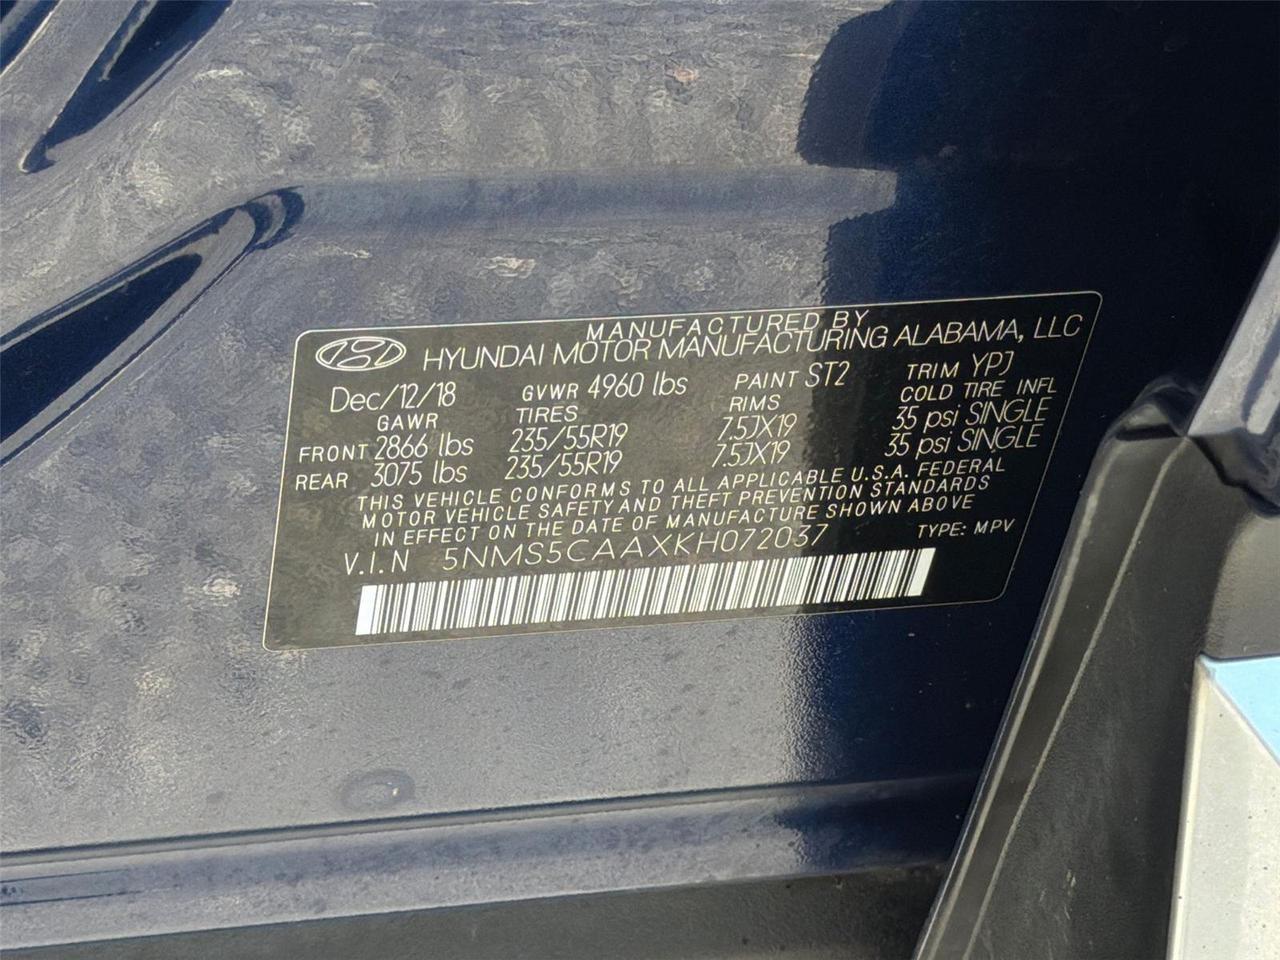 MANUFACTURED BY
HYUNDAI MOTOR MANUFACTURING ALABAMA, LLC
Dec/12/18 GVWR 4960 lbs PAINT ST2 TRIM YPJ
GAWR TIRES RIMS COLD TIRE INFL
FRONT 2866 lbs 235/55R19 7.5JX19 35 psi SINGLE
REAR 3075 lbs 235/55R19 7.5JX19 35 psi SINGLE
THIS VEHICLE CONFORMS TO ALL APPLICABLE U.S.A. FEDERAL
MOTOR VEHICLE SAFETY AND THEFT PREVENTION STANDARDS
IN EFFECT ON THE DATE OF MANUFACTURE SHOWN ABOVE
V.I.N 5NMS5CAAXKH072037 TYPE: MPV